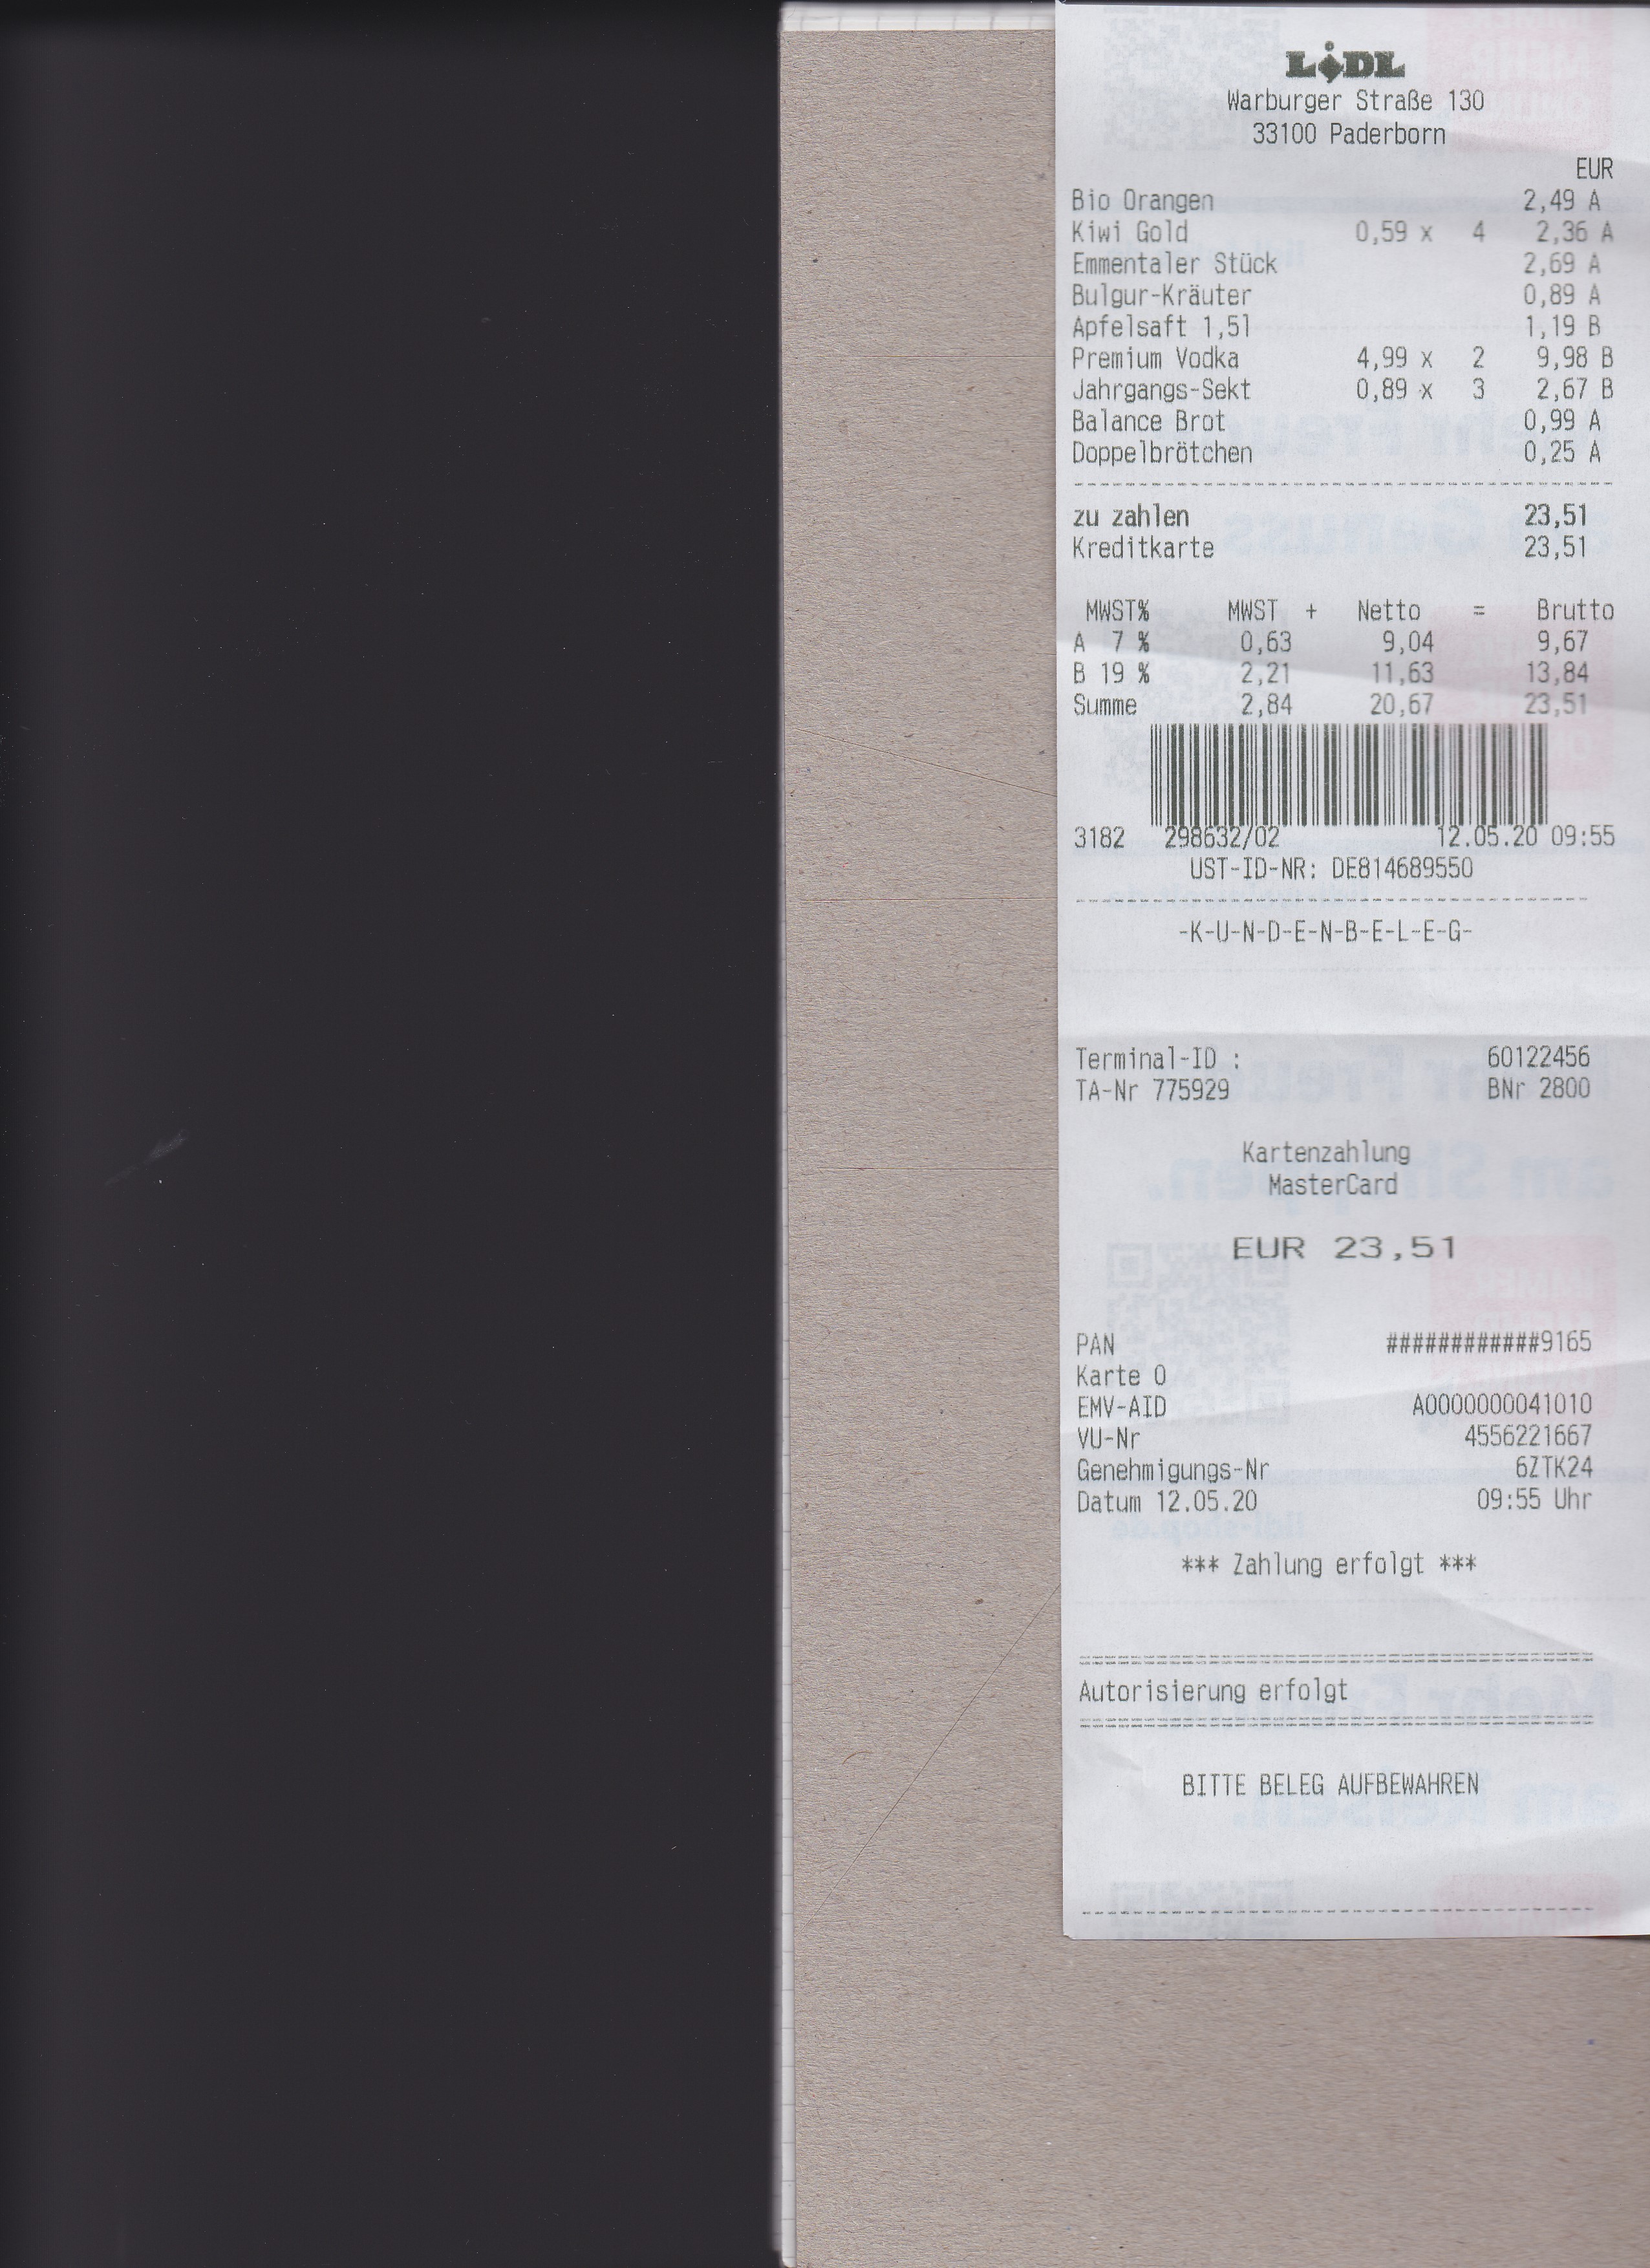 LIDL
Warburger Straße 130
33100 Paderborn
EUR
Bio Orangen 2,49 A
Kiwi Gold 0,59 x 4 2,36 A
Emmentaler Stück 2,69 A
Bulgur-Kräuter 0,89 A
Apfelsaft 1,5l 1,19 B
Premium Vodka 4,99 x 2 9,98 B
Jahrgangs-Sekt 0,89 x 3 2,67 B
Balance Brot 0,99 A
Doppelbrötchen 0,25 A
zu zahlen 23,51
Kreditkarte 23,51
MWST% MWST + Netto = Brutto
A 7 % 0,63 9,04 9,67
B 19 % 2,21 11,63 13,84
Summe 2,84 20,67 23,51
3182 298632/02 12.05.20 09:55
UST-ID-NR: DE814689550
-K-U-N-D-E-N-B-E-L-E-G-
Terminal-ID : 60122456
TA-Nr 775929 BNr 2800
Kartenzahlung
MasterCard
EUR 23,51
PAN ############9165
Karte 0
EMV-AID A0000000041010
VU-Nr 4556221667
Genehmigungs-Nr 6ZTK24
Datum 12.05.20 09:55 Uhr
*** Zahlung erfolgt ***
Autorisierung erfolgt
BITTE BELEG AUFBEWAHREN